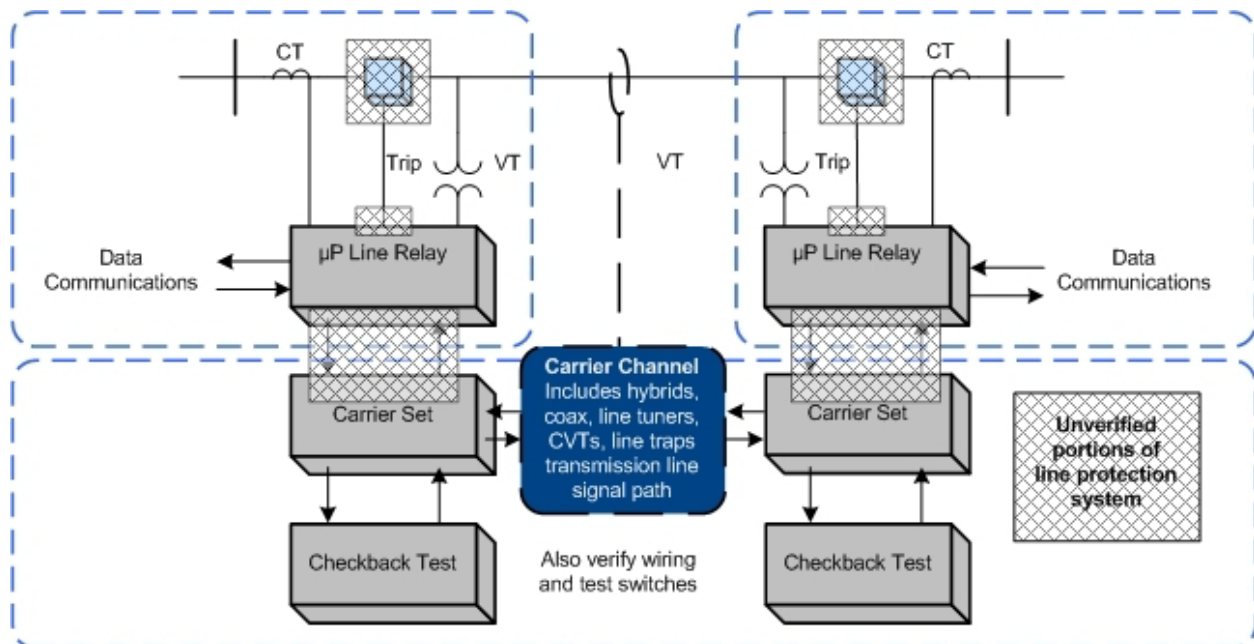 CT
CT
Trip
VT
VT
Trip
µP Line Relay
µP Line Relay
Data
Communications
Data
Communications
Carrier Channel
Includes hybrids,
coax, line tuners,
CVTs, line traps
transmission line
signal path
Carrier Set
Carrier Set
Unverified
portions of
line protection
system
Checkback Test
Also verify wiring
and test switches
Checkback Test